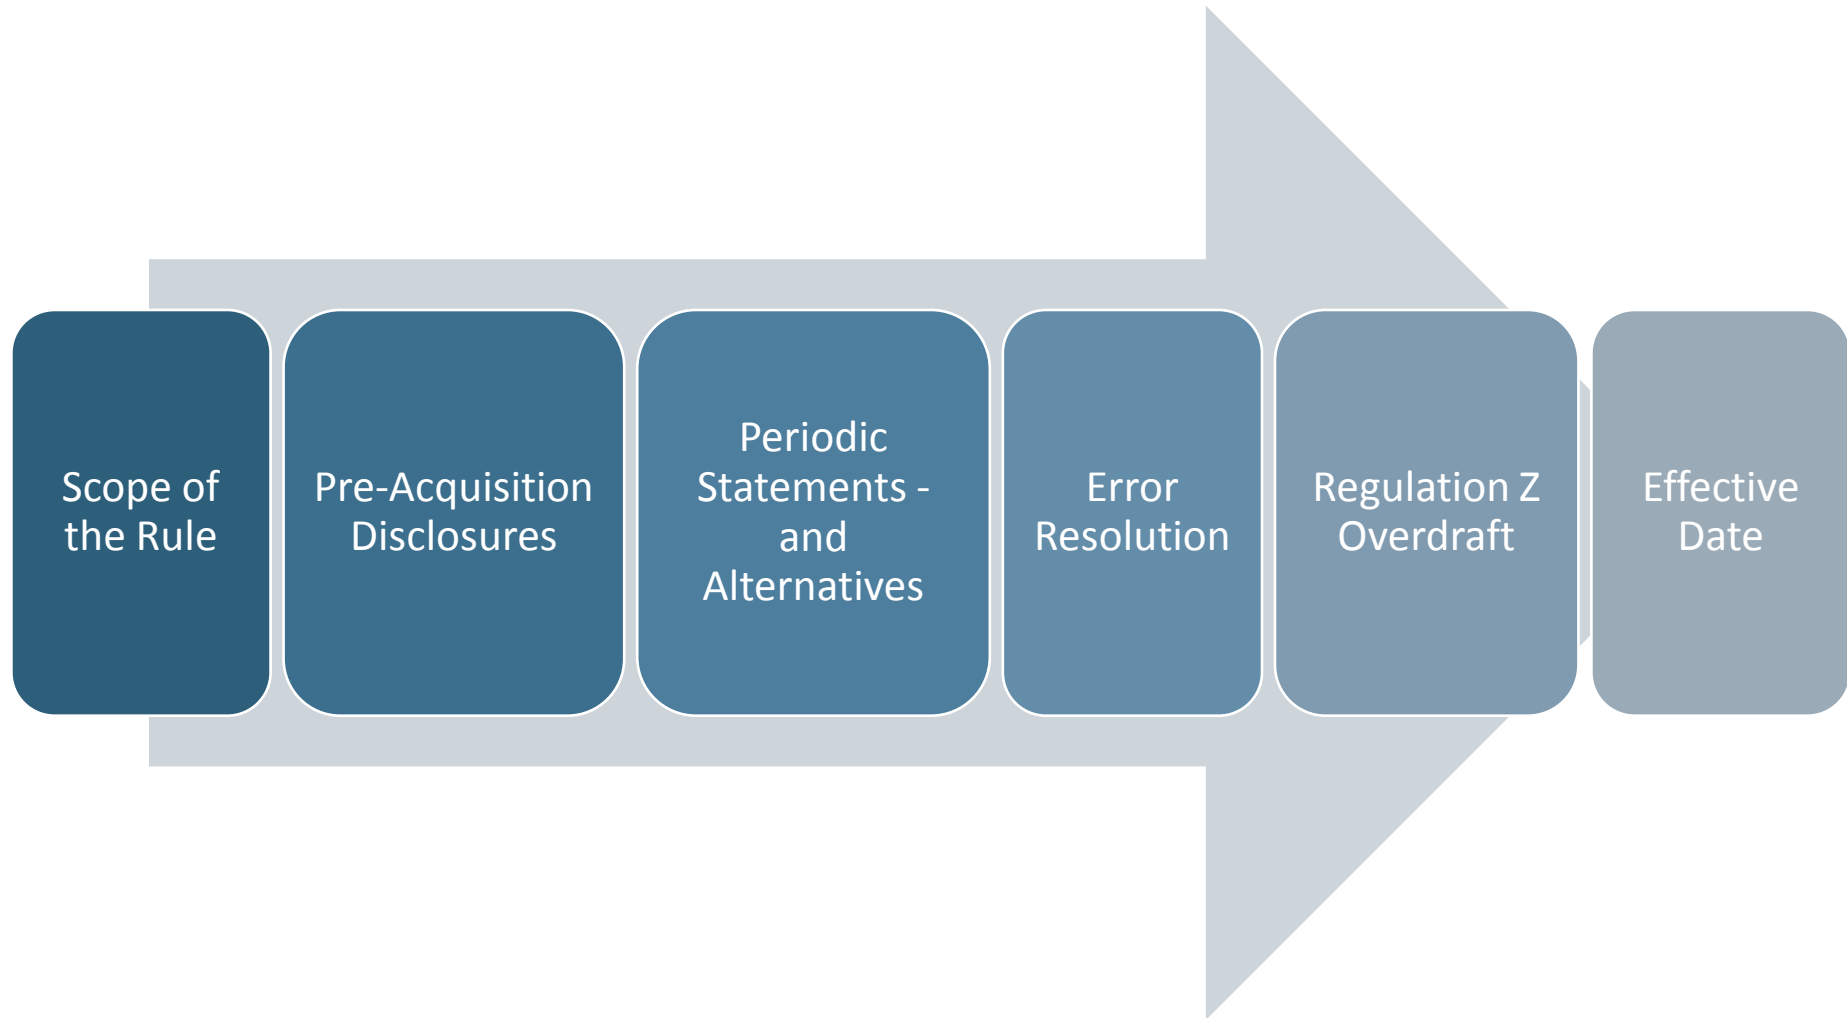 Scope of
the Rule
Pre-Acquisition
Disclosures
Periodic
Statements -
and
Alternatives
Error
Resolution
Regulation Z
Overdraft
Effective
Date